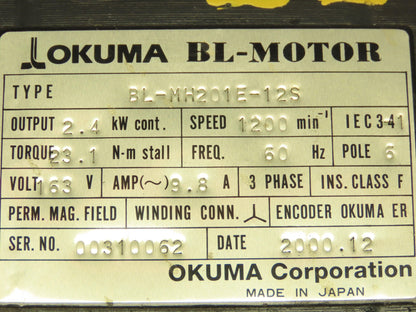 OKUMA BL-MOTOR
TYPE BL-MH201E-12S
OUTPUT 2.4 kW cont. SPEED 1200 min⁻¹ IEC34-1
TORQUE 23.1 N-m stall FREQ. 60 Hz POLE 6
VOLT 163 V AMP(～) 9.8 A 3 PHASE INS. CLASS F
PERM. MAG. FIELD WINDING CONN. ENCODER OKUMA ER
SER. NO. 00310062 DATE 2000.12
OKUMA Corporation
MADE IN JAPAN